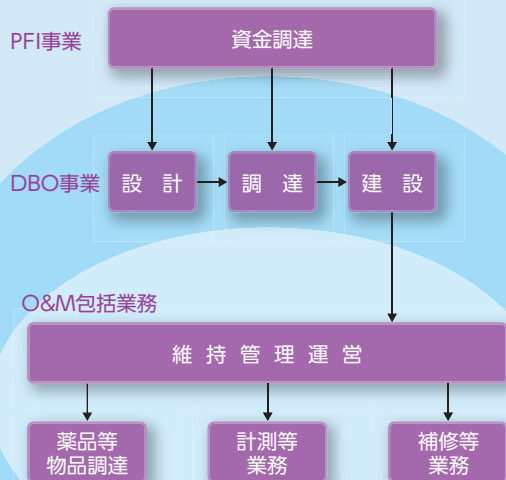 PFI事業
資金調達
DBO事業
設計
調達
建設
O&M包括業務
維持管理運営
薬品等
物品調達
計測等
業務
補修等
業務